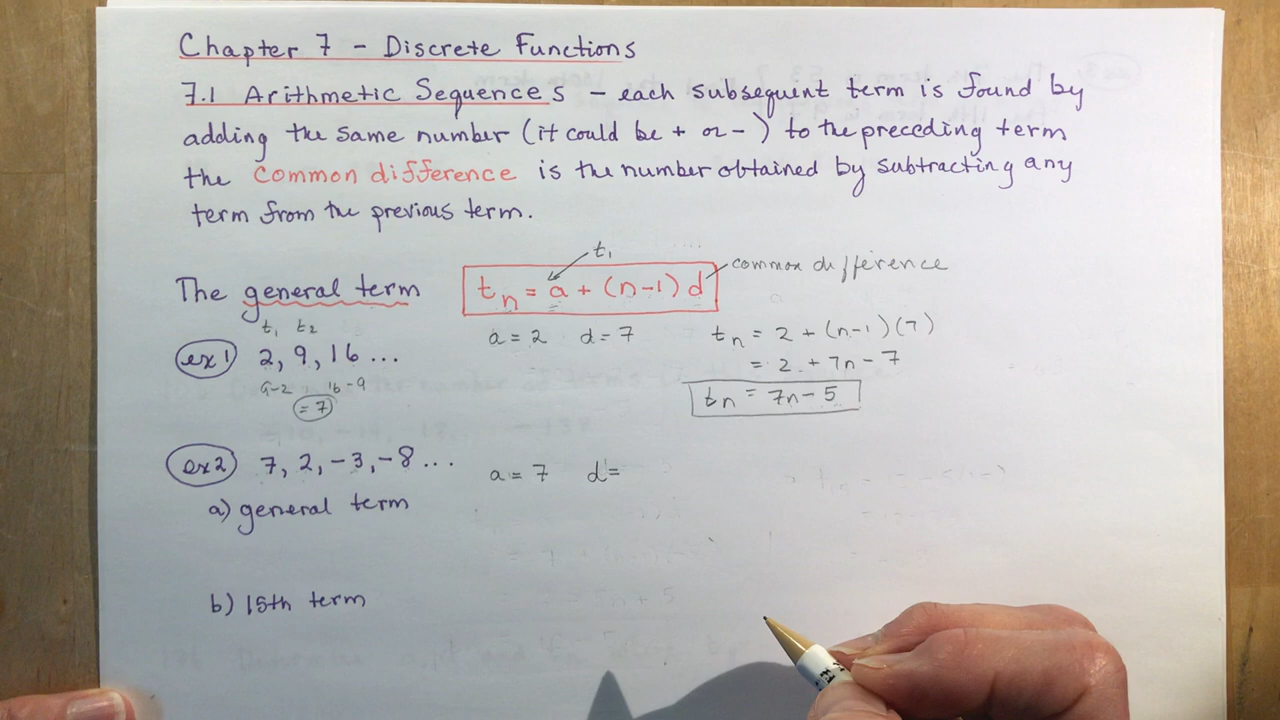 Chapter 7 - Discrete Functions
7.1 Arithmetic Sequences - each subsequent term is found by
adding the same number (it could be + or - ) to the preceding term
the common difference is the number obtained by subtracting any
term from the previous term.
t₁
common difference
The general term tₙ = a + (n-1) d
t₁ t₂
a = 2 d = 7 tₙ = 2 + (n-1)(7)
ex1 2, 9, 16 ...
= 2 + 7n - 7
9-2 16-9
= 7
tₙ = 7n - 5
ex2 7, 2, -3, -8 ... a = 7 d =
a) general term
b) 15th term